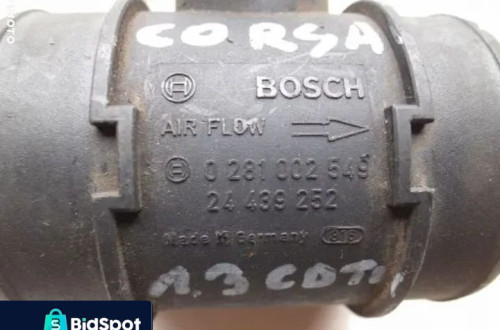 CORSA
BOSCH
AIR FLOW
0 281 002 549
24 439 252
Made in Germany
1.3 CDTI
BidSpot